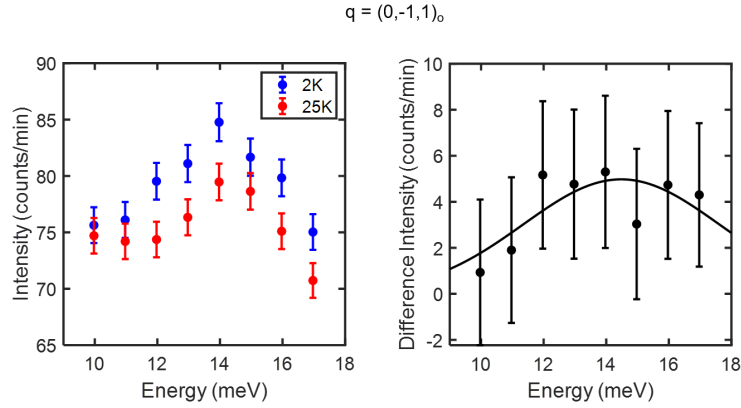 q = (0,-1,1)ₒ
90
85
80
75
70
65
Intensity (counts/min)
2K
25K
10 12 14 16 18
Energy (meV)
10
8
6
4
2
0
-2
Difference Intensity (counts/min)
10 12 14 16 18
Energy (meV)